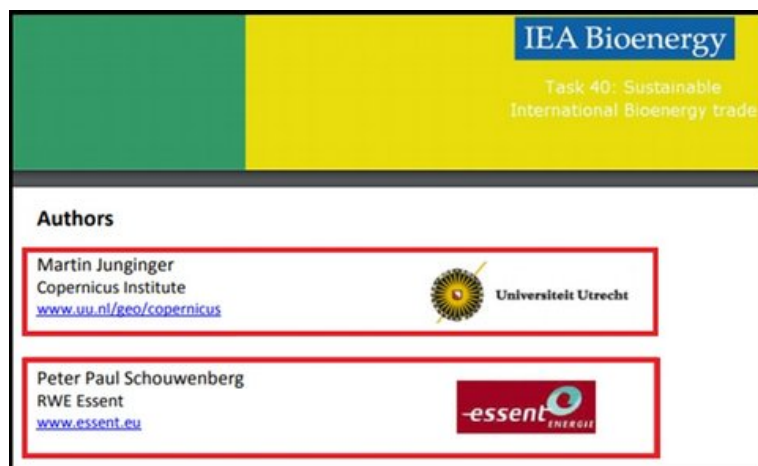 IEA Bioenergy
Task 40: Sustainable
International Bioenergy trade
Authors
Martin Junginger
Copernicus Institute
www.uu.nl/geo/copernicus
Universiteit Utrecht
Peter Paul Schouwenberg
RWE Essent
www.essent.eu
essent
ENERGIE